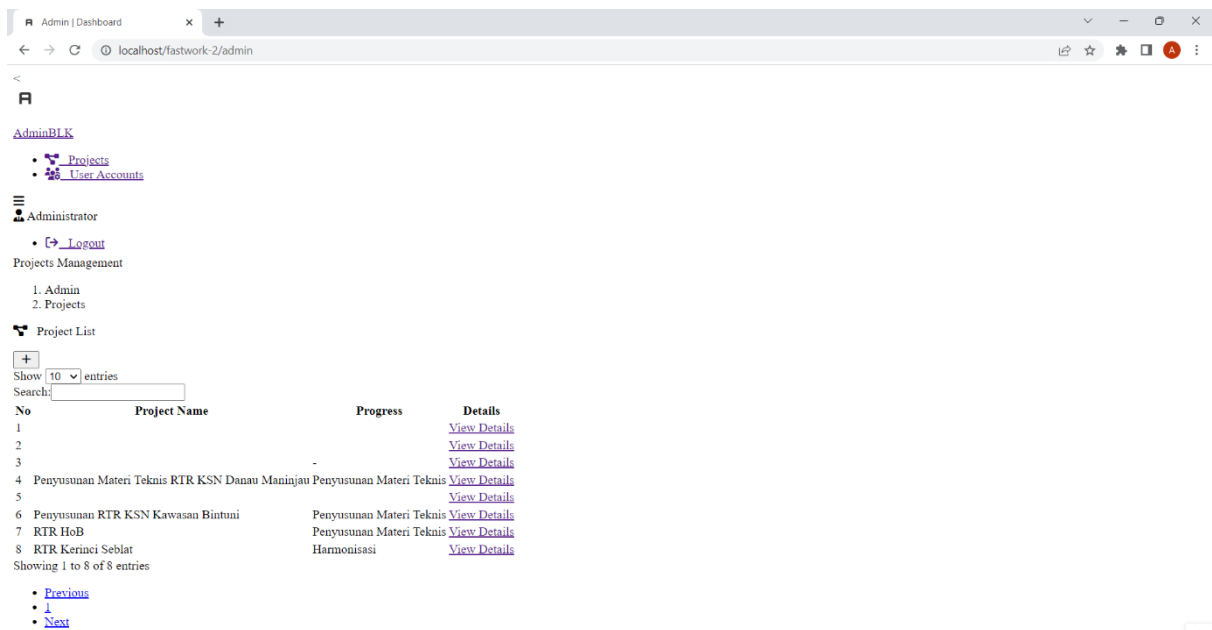 Admin | Dashboard
localhost/fastwork-2/admin
A
<
AdminBLK
Projects
User Accounts
Administrator
Logout
Projects Management
1. Admin
2. Projects
Project List
+
Show 10 entries
Search:
No Project Name Progress Details
1 View Details
2 View Details
3 - View Details
4 Penyusunan Materi Teknis RTR KSN Danau Maninjau Penyusunan Materi Teknis View Details
5 View Details
6 Penyusunan RTR KSN Kawasan Bintuni Penyusunan Materi Teknis View Details
7 RTR HoB Penyusunan Materi Teknis View Details
8 RTR Kerinci Seblat Harmonisasi View Details
Showing 1 to 8 of 8 entries
Previous
1
Next